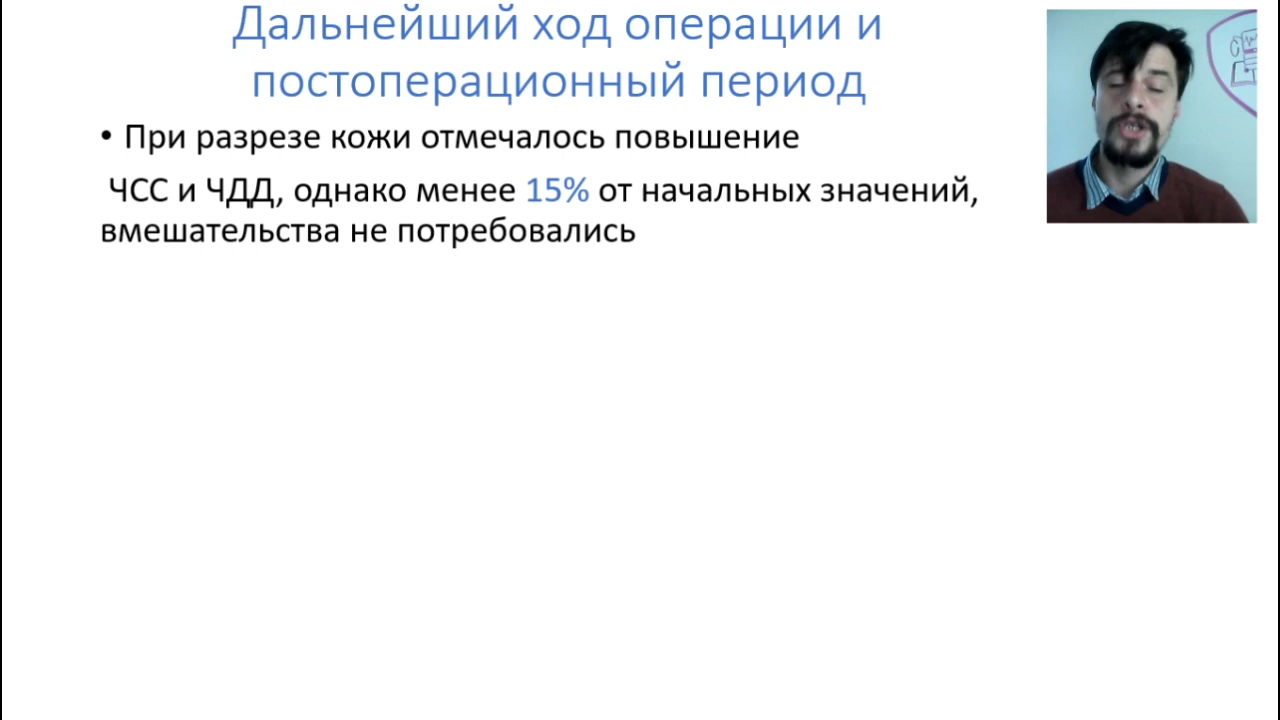 Дальнейший ход операции и
постоперационный период
• При разрезе кожи отмечалось повышение
ЧСС и ЧДД, однако менее 15% от начальных значений,
вмешательства не потребовались